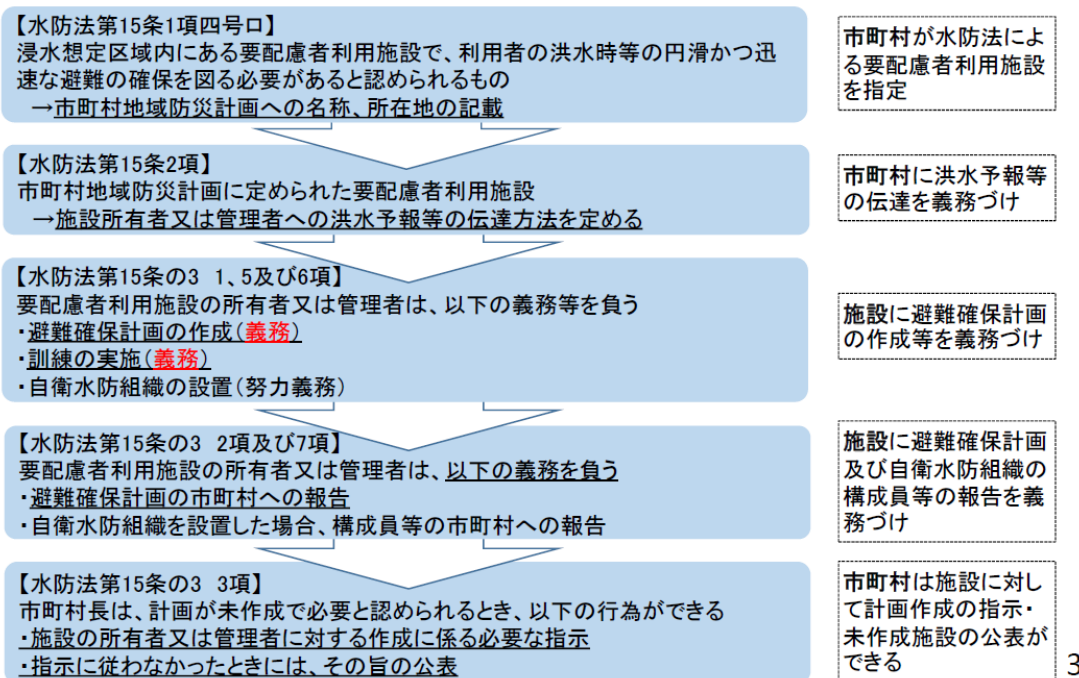 【水防法第15条1項四号ロ】
浸水想定区域内にある要配慮者利用施設で、利用者の洪水時等の円滑かつ迅
速な避難の確保を図る必要があると認められるもの
→市町村地域防災計画への名称、所在地の記載
市町村が水防法によ
る要配慮者利用施設
を指定
【水防法第15条2項】
市町村地域防災計画に定められた要配慮者利用施設
→施設所有者又は管理者への洪水予報等の伝達方法を定める
市町村に洪水予報等
の伝達を義務づけ
【水防法第15条の3 1、5及び6項】
要配慮者利用施設の所有者又は管理者は、以下の義務等を負う
・避難確保計画の作成(義務)
・訓練の実施(義務)
・自衛水防組織の設置(努力義務)
施設に避難確保計画
の作成等を義務づけ
【水防法第15条の3 2項及び7項】
要配慮者利用施設の所有者又は管理者は、以下の義務を負う
・避難確保計画の市町村への報告
・自衛水防組織を設置した場合、構成員等の市町村への報告
施設に避難確保計画
及び自衛水防組織の
構成員等の報告を義
務づけ
【水防法第15条の3 3項】
市町村長は、計画が未作成で必要と認められるとき、以下の行為ができる
・施設の所有者又は管理者に対する作成に係る必要な指示
・指示に従わなかったときには、その旨の公表
市町村は施設に対し
て計画作成の指示・
未作成施設の公表が
できる
3